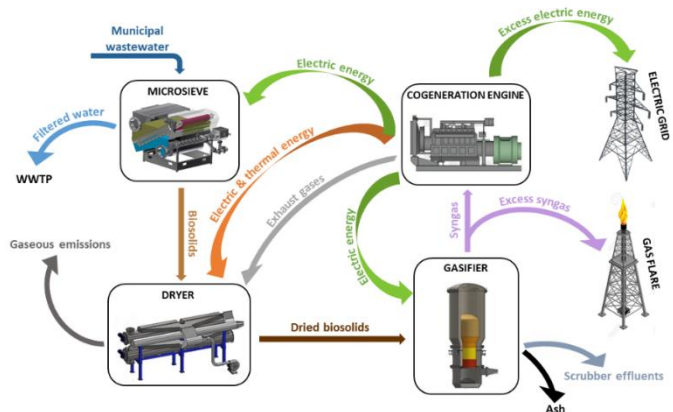 Municipal
wastewater
Excess electric energy
MICROSIEVE
Electric energy
COGENERATION ENGINE
ELECTRIC GRID
Filtered water
WWTP
Electric & thermal energy
Exhaust gases
Biosolids
Syngas
Excess syngas
Gaseous emissions
Electric energy
GAS FLARE
DRYER
GASIFIER
Dried biosolids
Scrubber effluents
Ash